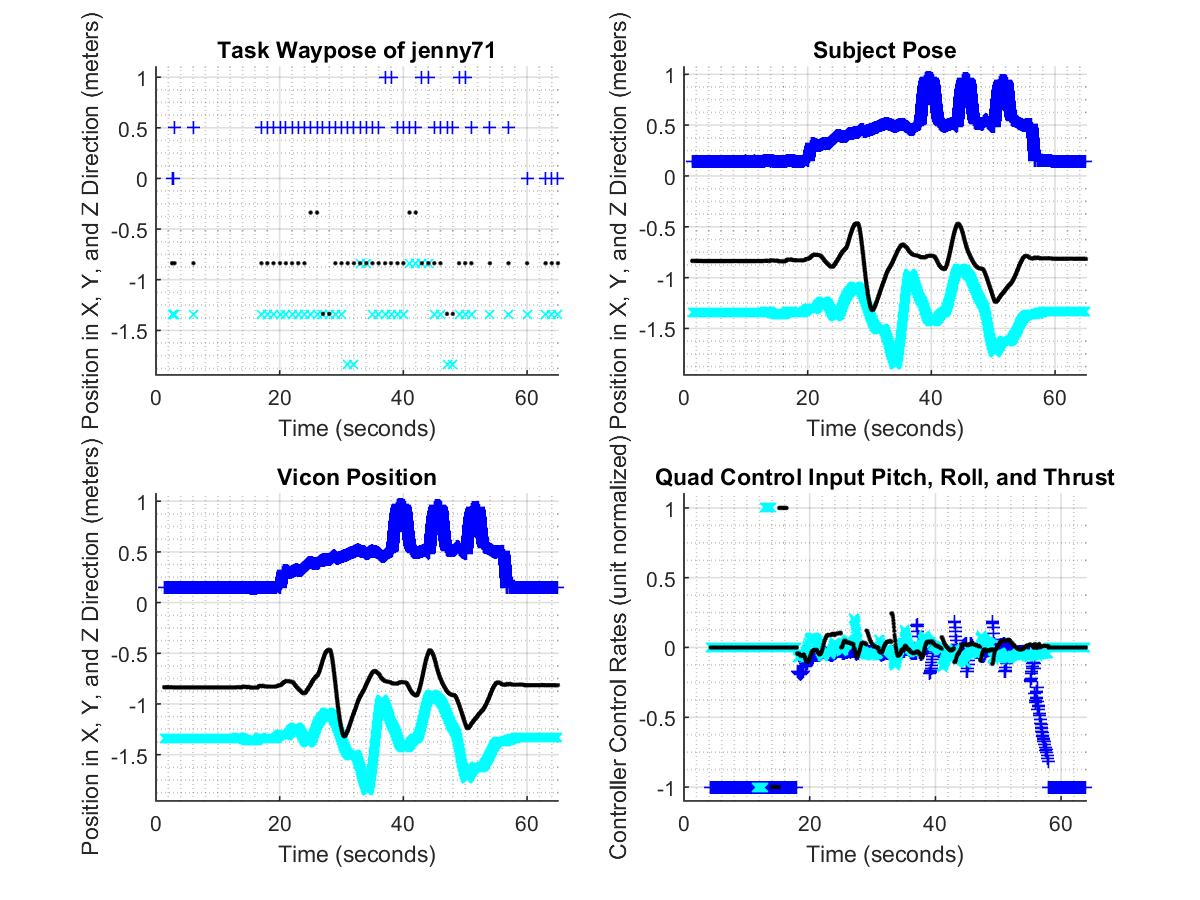 Task Waypose of jenny71
Position in X, Y, and Z Direction (meters)
1
0.5
0
-0.5
-1
-1.5
0 20 40 60
Time (seconds)
Subject Pose
Position in X, Y, and Z Direction (meters)
1
0.5
0
-0.5
-1
-1.5
0 20 40 60
Time (seconds)
Vicon Position
Position in X, Y, and Z Direction (meters)
1
0.5
0
-0.5
-1
-1.5
0 20 40 60
Time (seconds)
Quad Control Input Pitch, Roll, and Thrust
Controller Control Rates (unit normalized)
1
0.5
0
-0.5
-1
0 20 40 60
Time (seconds)